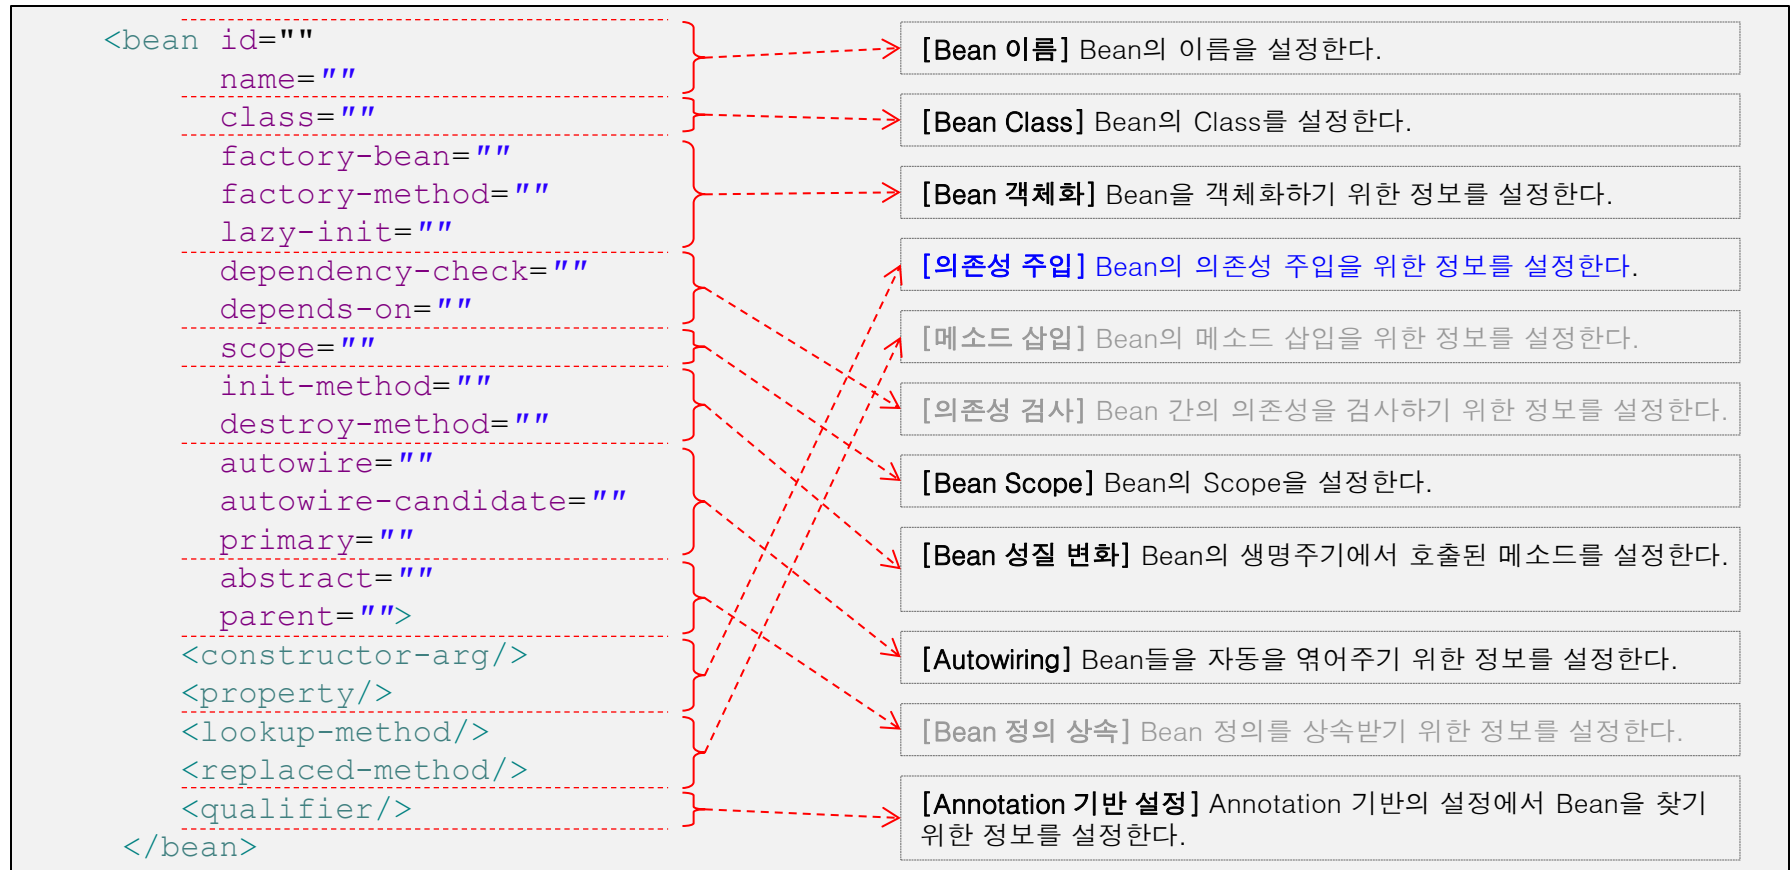 <bean id=""
name=""
class=""
factory-bean=""
factory-method=""
lazy-init=""
dependency-check=""
depends-on=""
scope=""
init-method=""
destroy-method=""
autowire=""
autowire-candidate=""
primary=""
abstract=""
parent="">
<constructor-arg/>
<property/>
<lookup-method/>
<replaced-method/>
<qualifier/>
</bean>
[Bean 이름] Bean의 이름을 설정한다.
[Bean Class] Bean의 Class를 설정한다.
[Bean 객체화] Bean을 객체화하기 위한 정보를 설정한다.
[의존성 주입] Bean의 의존성 주입을 위한 정보를 설정한다.
[메소드 삽입] Bean의 메소드 삽입을 위한 정보를 설정한다.
[의존성 검사] Bean 간의 의존성을 검사하기 위한 정보를 설정한다.
[Bean Scope] Bean의 Scope을 설정한다.
[Bean 성질 변화] Bean의 생명주기에서 호출된 메소드를 설정한다.
[Autowiring] Bean들을 자동을 엮어주기 위한 정보를 설정한다.
[Bean 정의 상속] Bean 정의를 상속받기 위한 정보를 설정한다.
[Annotation 기반 설정] Annotation 기반의 설정에서 Bean을 찾기
위한 정보를 설정한다.